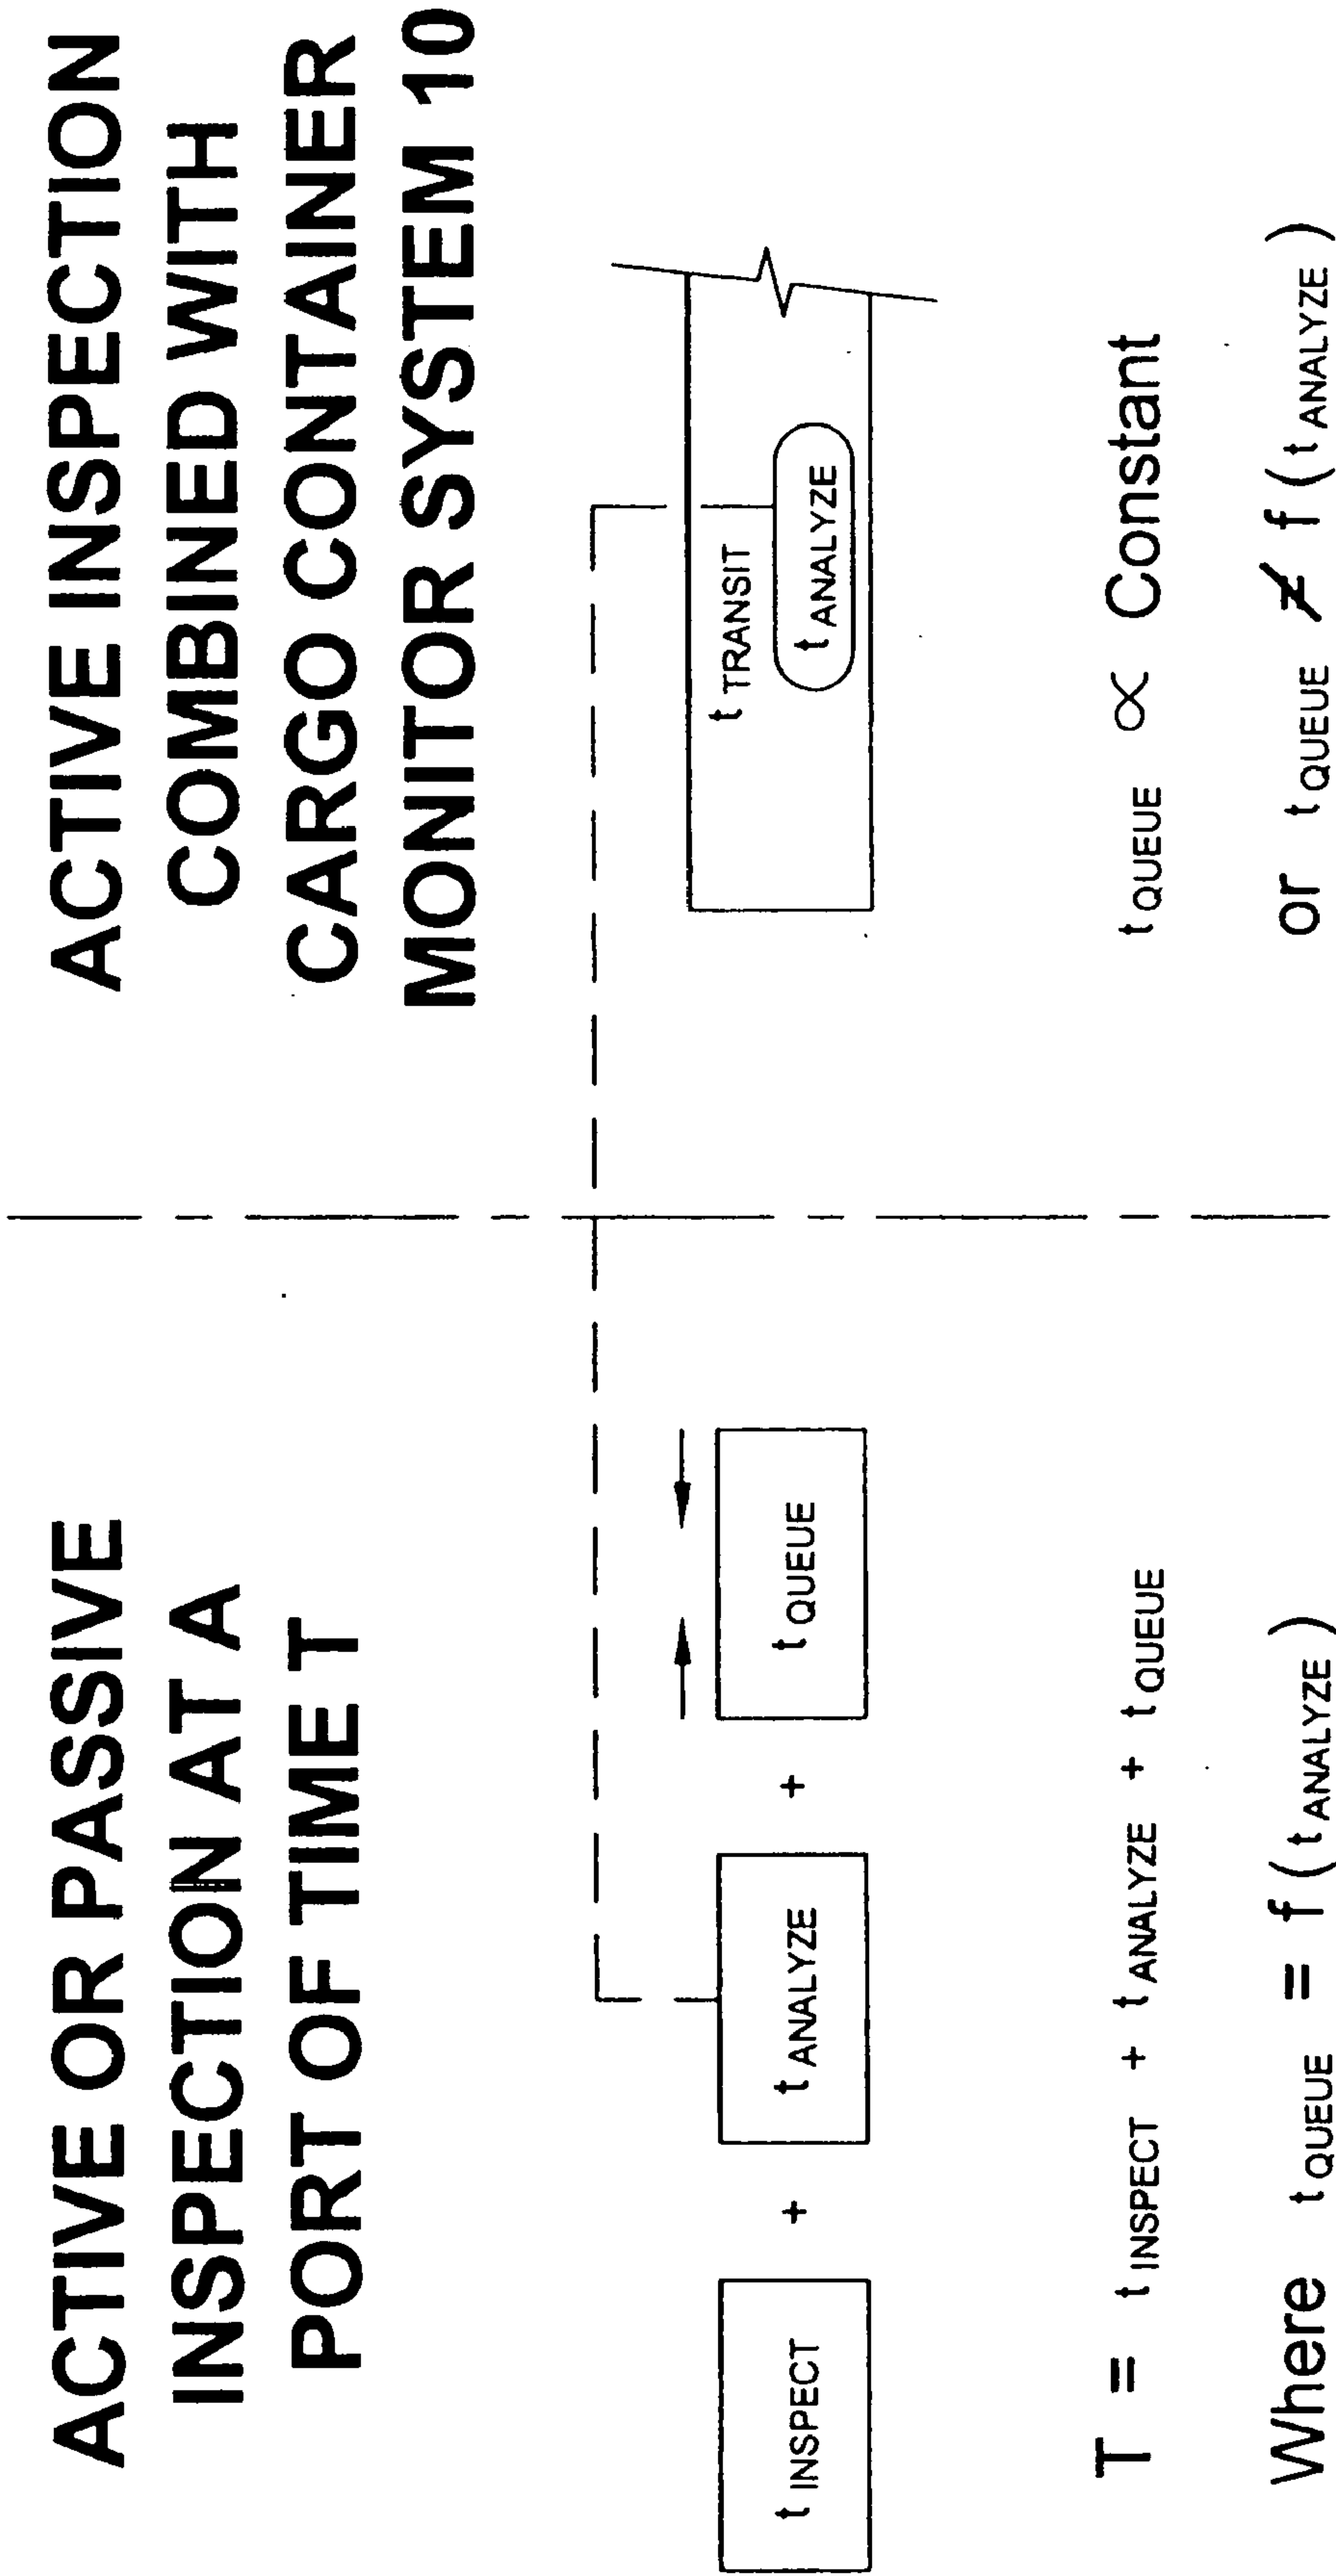 ACTIVE OR PASSIVE
INSPECTION AT A
PORT OF TIME T
t INSPECT + t ANALYZE + t QUEUE
T = t INSPECT + t ANALYZE + t QUEUE
Where t QUEUE = f (t ANALYZE)
ACTIVE INSPECTION
COMBINED WITH
CARGO CONTAINER
MONITOR SYSTEM 10
t TRANSIT
t ANALYZE
t QUEUE ∝ Constant
or t QUEUE ≠ f (t ANALYZE)